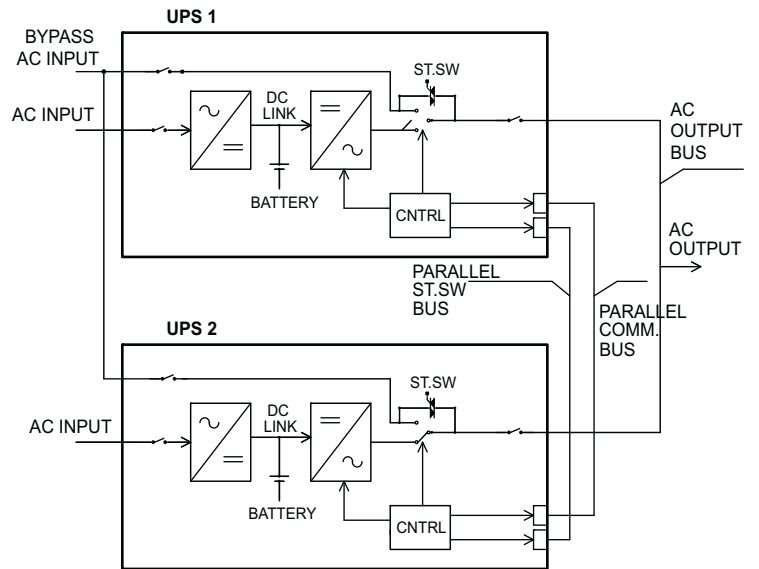 UPS 1
BYPASS
AC INPUT
ST.SW
AC INPUT
DC
LINK
AC
OUTPUT
BUS
BATTERY
CNTRL
AC
OUTPUT
PARALLEL
ST.SW
BUS
PARALLEL
COMM.
BUS
UPS 2
ST.SW
AC INPUT
DC
LINK
BATTERY
CNTRL